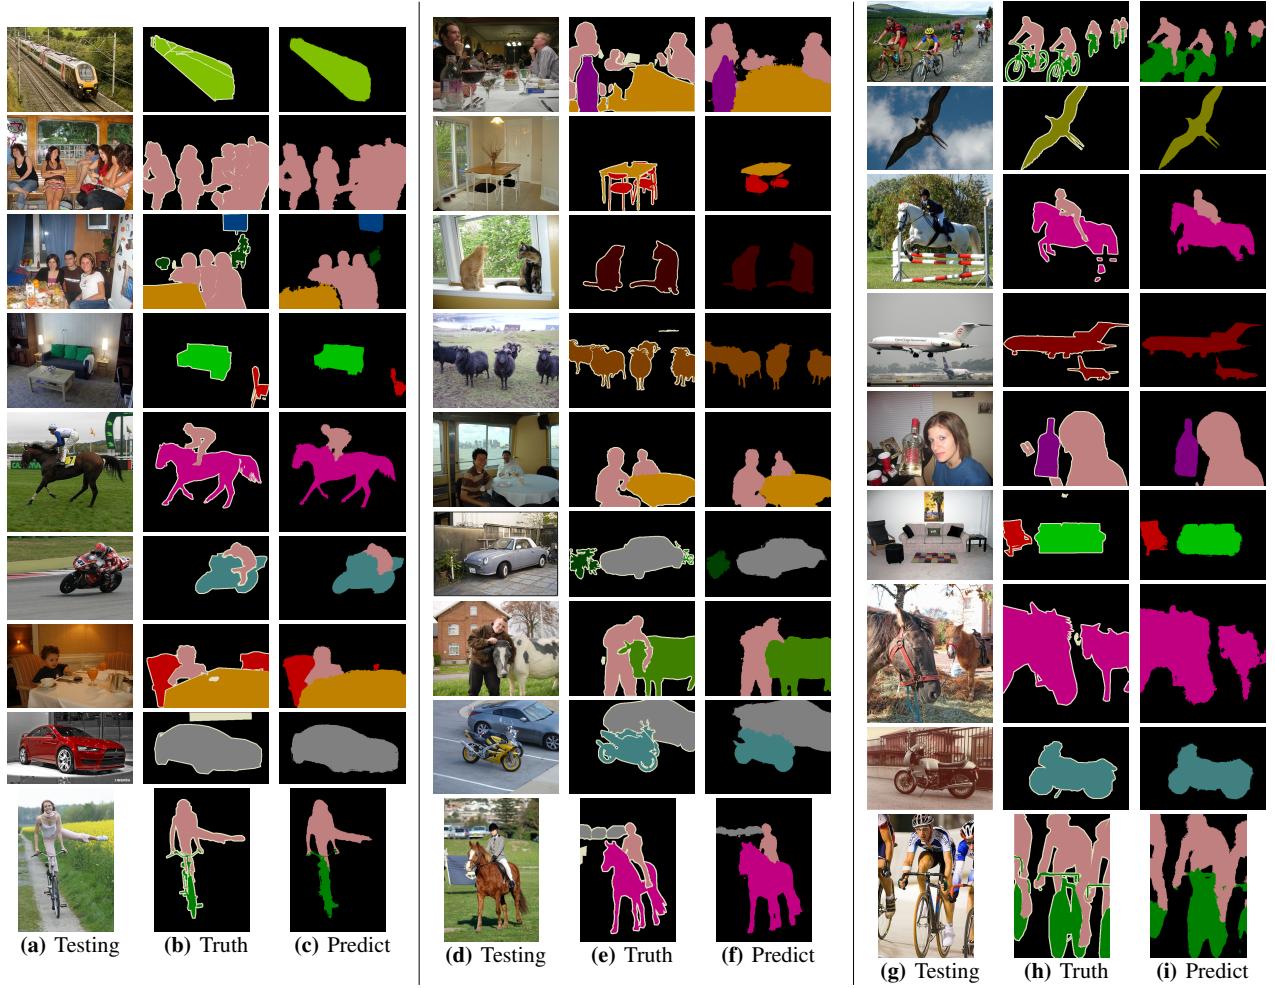 (a) Testing
(b) Truth
(c) Predict
(d) Testing
(e) Truth
(f) Predict
(g) Testing
(h) Truth
(i) Predict